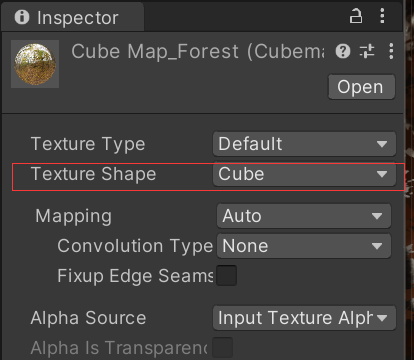 Inspector
Cube Map_Forest (Cubema
Open
Texture Type Default
Texture Shape Cube
Mapping Auto
Convolution Type None
Fixup Edge Seams
Alpha Source Input Texture Alph
Alpha Is Transparenc